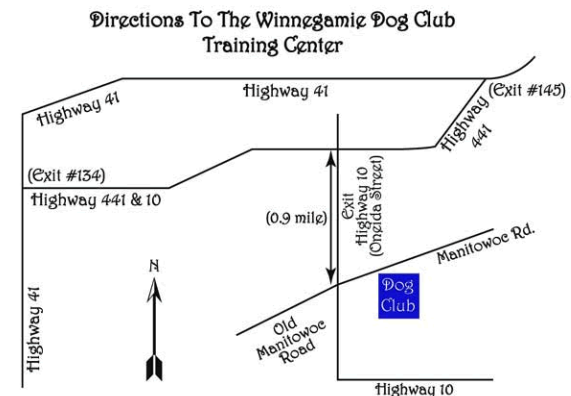 Directions To The Winnegamie Dog Club
Training Center
Highway 41
Highway 41
(Exit #145)
Highway
441
(Exit #134)
Highway 441 & 10
(0.9 mile)
Exit
Highway 10
(Oneida Street)
Manitowoc Rd.
N
Dog
Club
Highway 41
Old
Manitowoc
Road
Highway 10